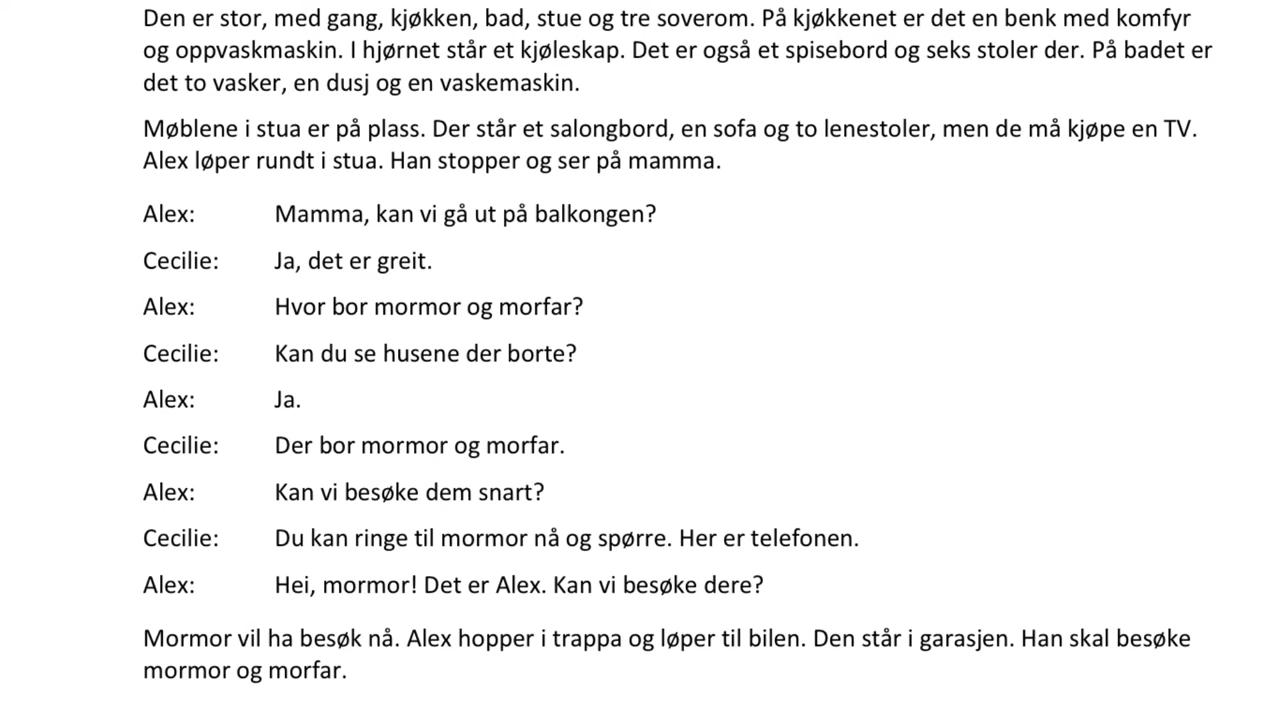 Den er stor, med gang, kjøkken, bad, stue og tre soverom. På kjøkkenet er det en benk med komfyr
og oppvaskmaskin. I hjørnet står et kjøleskap. Det er også et spisebord og seks stoler der. På badet er
det to vasker, en dusj og en vaskemaskin.
Møblene i stua er på plass. Der står et salongbord, en sofa og to lenestoler, men de må kjøpe en TV.
Alex løper rundt i stua. Han stopper og ser på mamma.
Alex: Mamma, kan vi gå ut på balkongen?
Cecilie: Ja, det er greit.
Alex: Hvor bor mormor og morfar?
Cecilie: Kan du se husene der borte?
Alex: Ja.
Cecilie: Der bor mormor og morfar.
Alex: Kan vi besøke dem snart?
Cecilie: Du kan ringe til mormor nå og spørre. Her er telefonen.
Alex: Hei, mormor! Det er Alex. Kan vi besøke dere?
Mormor vil ha besøk nå. Alex hopper i trappa og løper til bilen. Den står i garasjen. Han skal besøke
mormor og morfar.